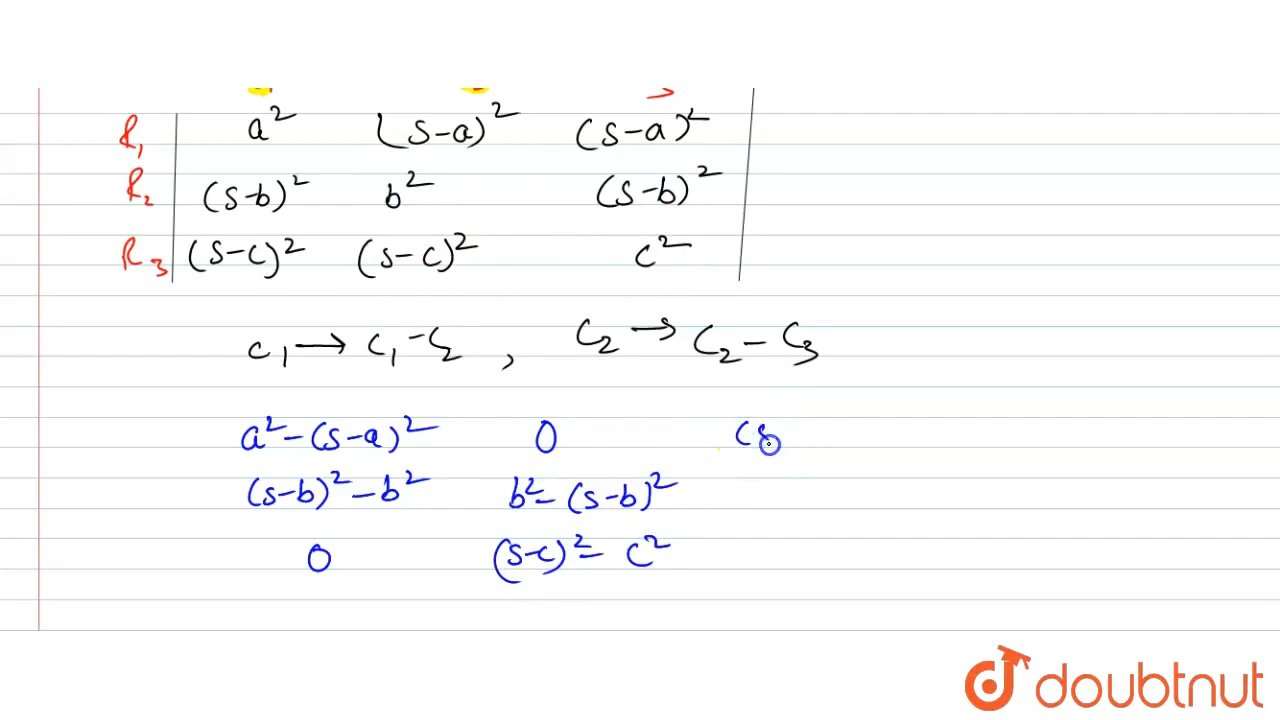 R₁ a² (s-a)² (s-a)²
R₂ (s-b)² b² (s-b)²
R₃ (s-c)² (s-c)² c²
c₁ → c₁ - c₂ , c₂ → c₂ - c₃
a² - (s-a)² 0 (s
(s-b)² - b² b² - (s-b)²
0 (s-c)² - c²
doubtnut